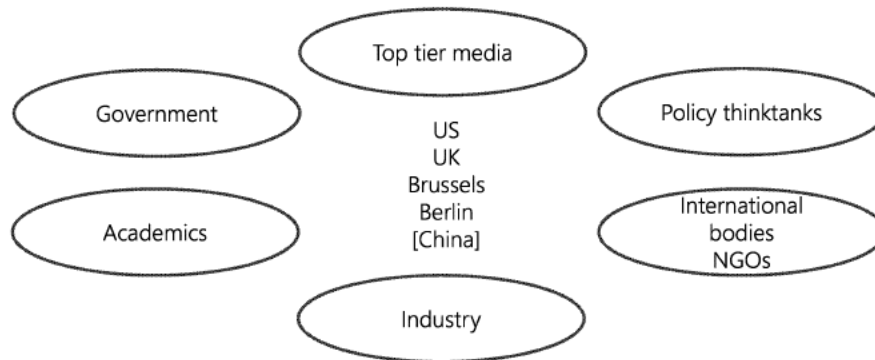 Top tier media
Government
Policy thinktanks
US
UK
Brussels
Berlin
[China]
Academics
International
bodies
NGOs
Industry